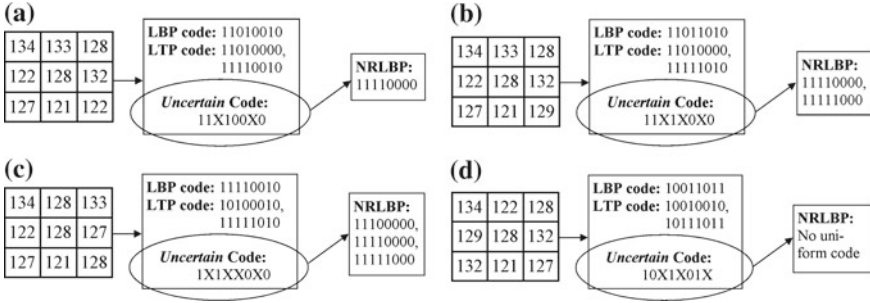 (a)
134 133 128
122 128 132
127 121 122
LBP code: 11010010
LTP code: 11010000,
11110010
Uncertain Code:
11X100X0
NRLBP:
11110000
(b)
134 133 128
122 128 132
127 121 129
LBP code: 11011010
LTP code: 11010000,
11111010
Uncertain Code:
11X1X0X0
NRLBP:
11110000,
11111000
(c)
134 128 133
122 128 127
127 121 128
LBP code: 11110010
LTP code: 10100010,
11111010
Uncertain Code:
1X1XX0X0
NRLBP:
11100000,
11110000,
11111000
(d)
134 122 128
129 128 132
132 121 127
LBP code: 10011011
LTP code: 10010010,
10111011
Uncertain Code:
10X1X01X
NRLBP:
No uni-
form code